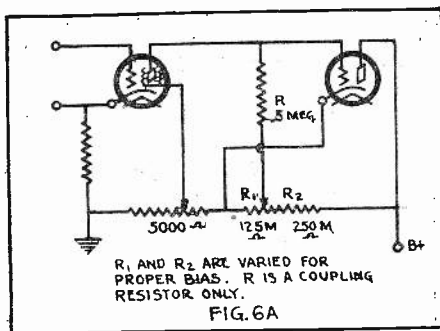 R
.5 MEG.
R₁ R₂
5000 125M 250M
Ω Ω Ω
B+
R₁ AND R₂ ARE VARIED FOR
PROPER BIAS. R IS A COUPLING
RESISTOR ONLY.
FIG. 6A